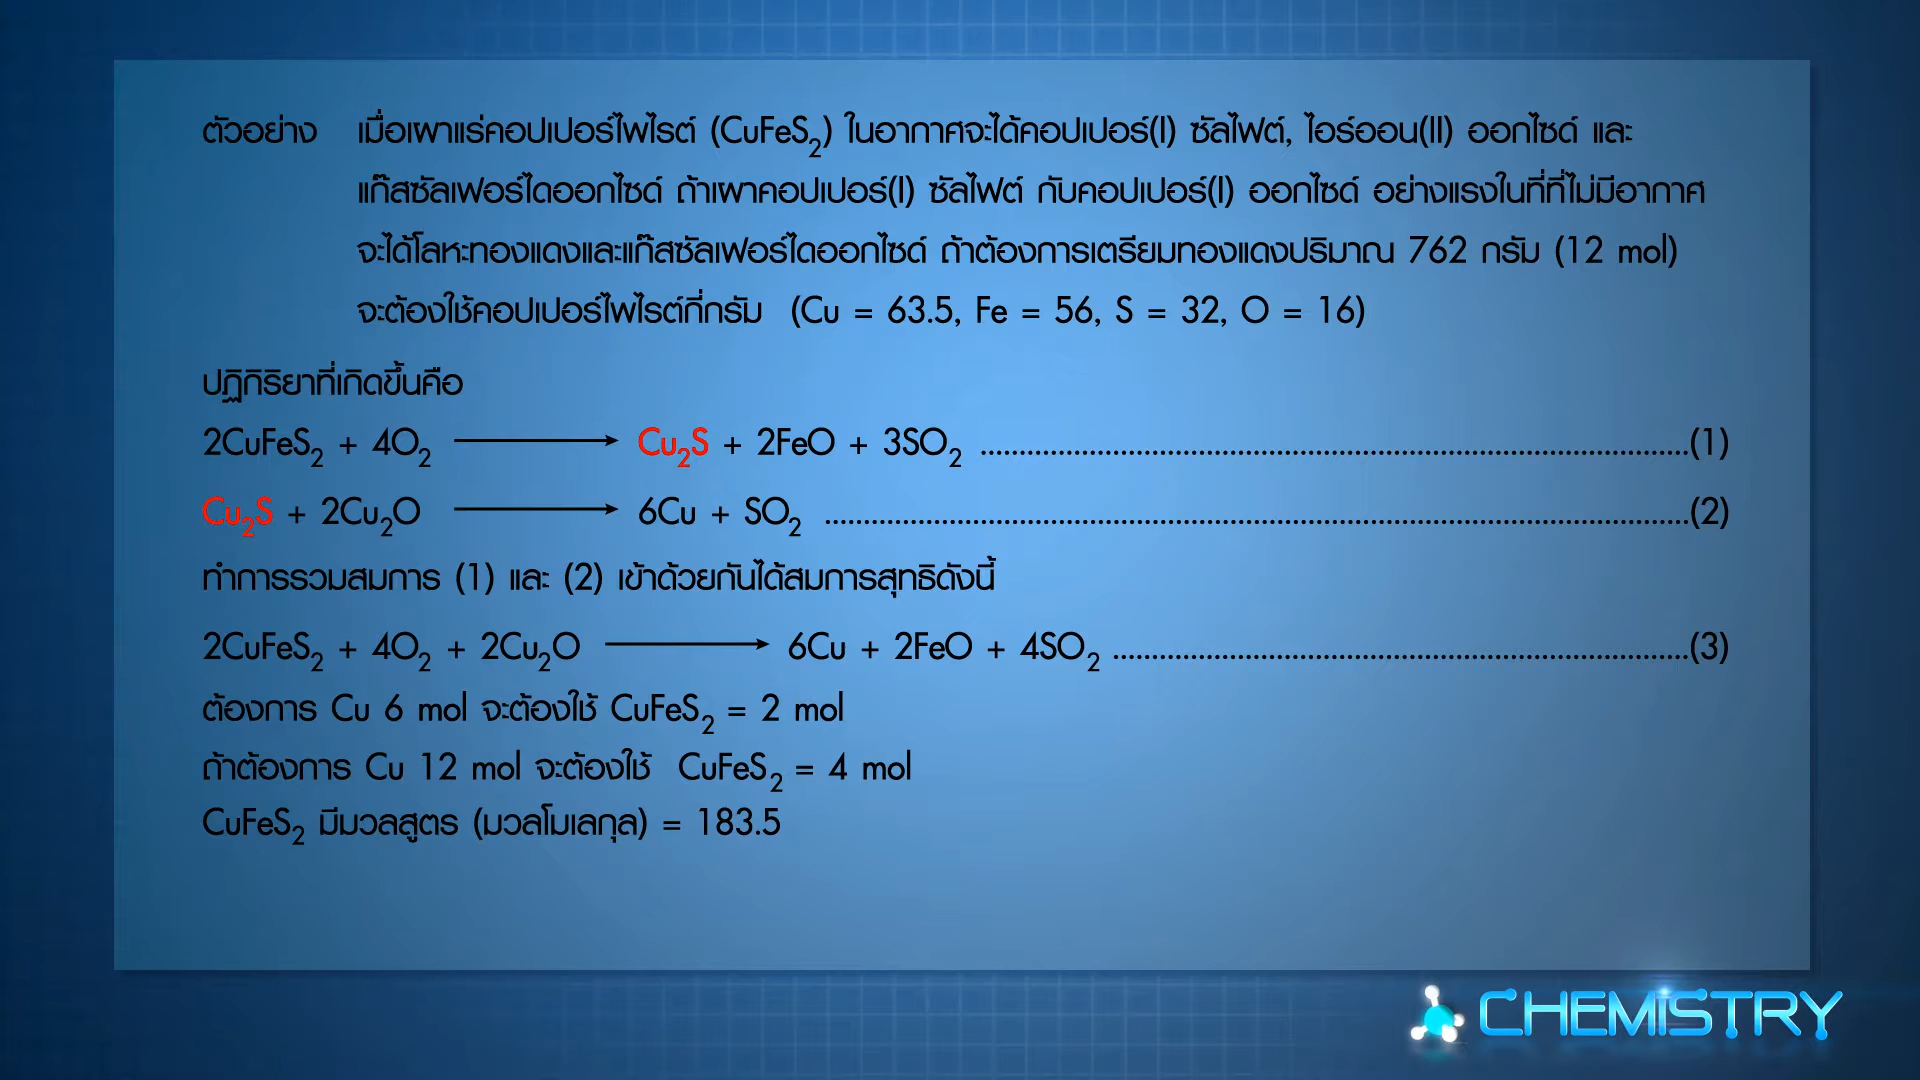 ตัวอย่าง เมื่อเผาแร่คอปเปอร์ไพไรต์ (CuFeS₂) ในอากาศจะได้คอปเปอร์(I) ซัลไฟต์, ไอร์ออน(II) ออกไซด์ และ
แก๊สซัลเฟอร์ไดออกไซด์ ถ้าเผาคอปเปอร์(I) ซัลไฟต์ กับคอปเปอร์(I) ออกไซด์ อย่างแรงในที่ที่ไม่มีอากาศ
จะได้โลหะทองแดงและแก๊สซัลเฟอร์ไดออกไซด์ ถ้าต้องการเตรียมทองแดงปริมาณ 762 กรัม (12 mol)
จะต้องใช้คอปเปอร์ไพไรต์กี่กรัม (Cu = 63.5, Fe = 56, S = 32, O = 16)
ปฏิกิริยาที่เกิดขึ้นคือ
2CuFeS₂ + 4O₂ ⟶ Cu₂S + 2FeO + 3SO₂ ..........(1)
Cu₂S + 2Cu₂O ⟶ 6Cu + SO₂ ..........(2)
ทำการรวมสมการ (1) และ (2) เข้าด้วยกันได้สมการสุทธิดังนี้
2CuFeS₂ + 4O₂ + 2Cu₂O ⟶ 6Cu + 2FeO + 4SO₂ ..........(3)
ต้องการ Cu 6 mol จะต้องใช้ CuFeS₂ = 2 mol
ถ้าต้องการ Cu 12 mol จะต้องใช้ CuFeS₂ = 4 mol
CuFeS₂ มีมวลสูตร (มวลโมเลกุล) = 183.5
CHEMISTRY